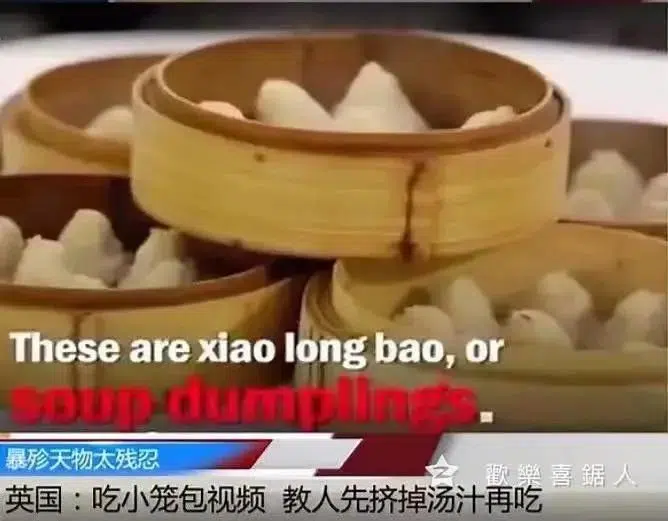 These are xiao long bao, or
soup dumplings.
暴殄天物太残忍
歡樂喜鋸人
英国：吃小笼包视频 教人先挤掉汤汁再吃